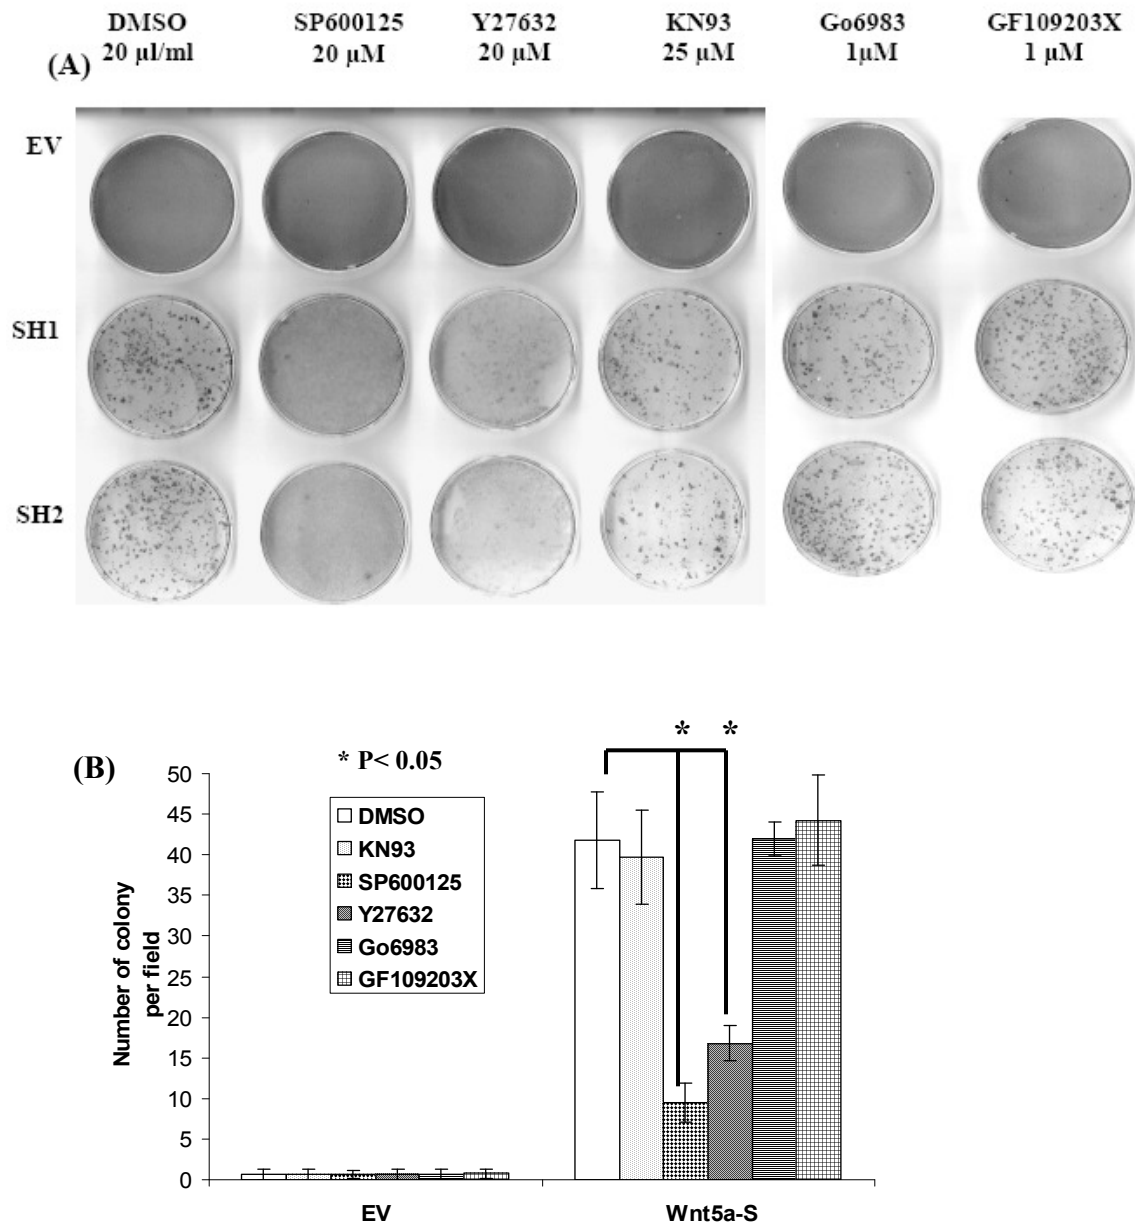 DMSO SP600125 Y27632 KN93 Go6983 GF109203X
20 µl/ml 20 µM 20 µM 25 µM 1µM 1 µM
(A)
EV
SH1
SH2
(B)
* P< 0.05
* *
50
45
40
35
30
25
20
15
10
5
0
Number of colony
per field
DMSO
KN93
SP600125
Y27632
Go6983
GF109203X
EV Wnt5a-S